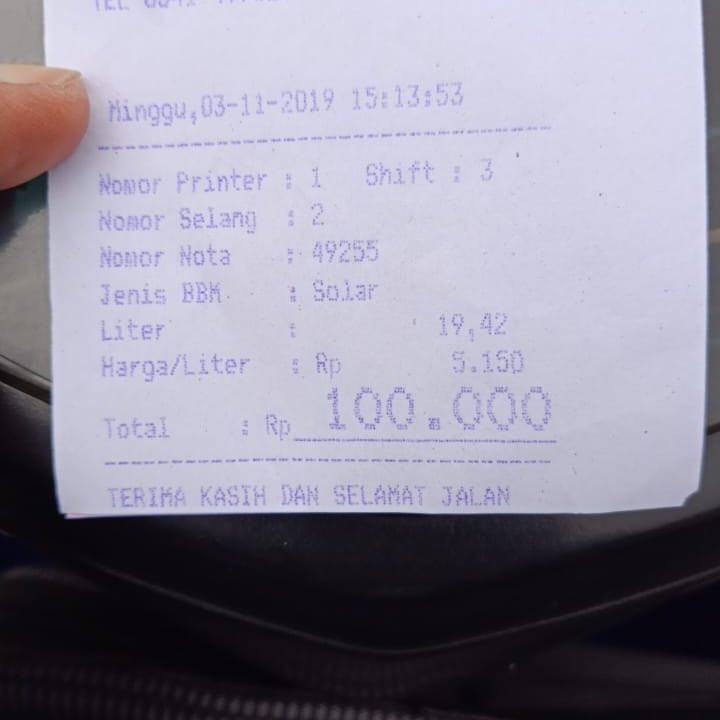 TEL
Minggu,03-11-2019 15:13:53
Nomor Printer : 1 Shift : 3
Nomor Selang : 2
Nomor Nota : 49255
Jenis BBM : Solar
Liter : 19,42
Harga/Liter : Rp 5.150
Total : Rp 100.000
TERIMA KASIH DAN SELAMAT JALAN